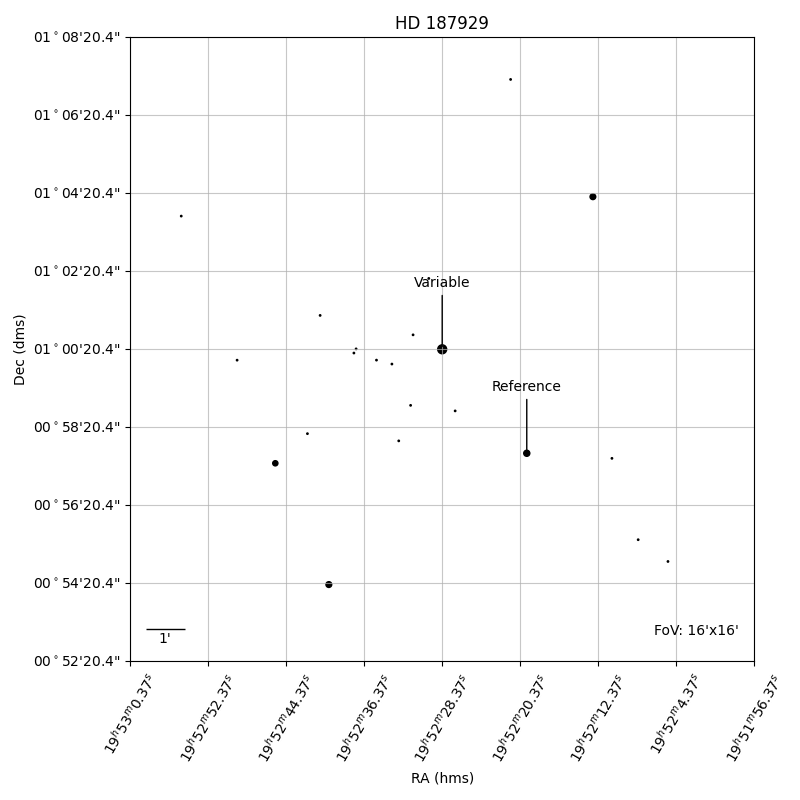 HD 187929
01°08'20.4"
01°06'20.4"
01°04'20.4"
01°02'20.4"
01°00'20.4"
00°58'20.4"
00°56'20.4"
00°54'20.4"
00°52'20.4"
Dec (dms)
Variable
Reference
1'
FoV: 16'x16'
19ʰ53ᵐ0.37ˢ
19ʰ52ᵐ52.37ˢ
19ʰ52ᵐ44.37ˢ
19ʰ52ᵐ36.37ˢ
19ʰ52ᵐ28.37ˢ
19ʰ52ᵐ20.37ˢ
19ʰ52ᵐ12.37ˢ
19ʰ52ᵐ4.37ˢ
19ʰ51ᵐ56.37ˢ
RA (hms)